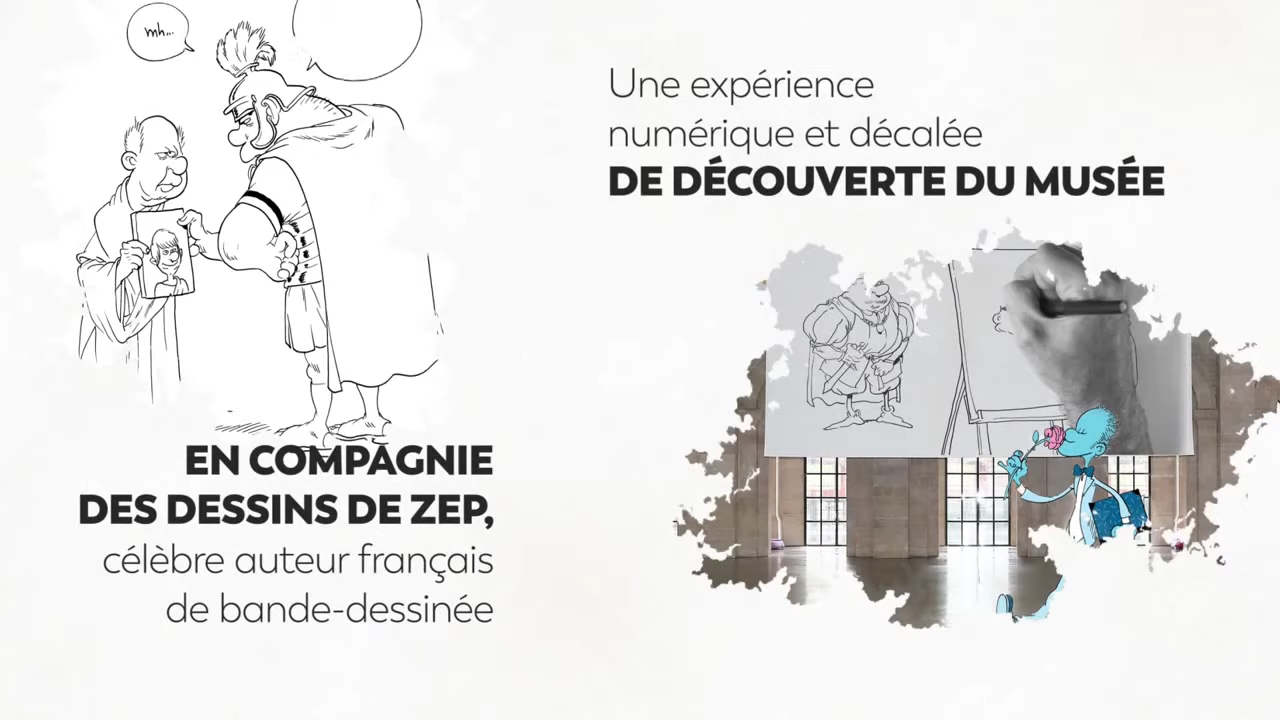 mh...
EN COMPAGNIE
DES DESSINS DE ZEP,
célèbre auteur français
de bande-dessinée
Une expérience
numérique et décalée
DE DÉCOUVERTE DU MUSÉE